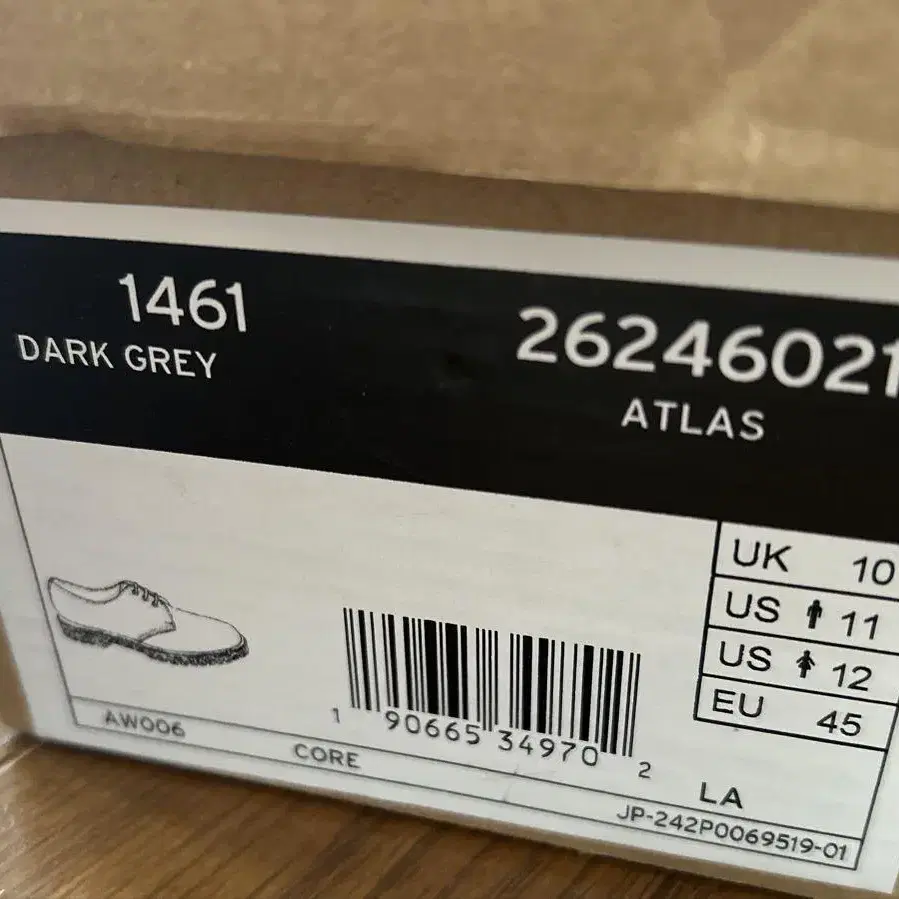 1461
DARK GREY
26246021
ATLAS
UK 10
US 11
US 12
EU 45
1 90665 34970 2
AW006
CORE
LA
JP-242P0069519-01